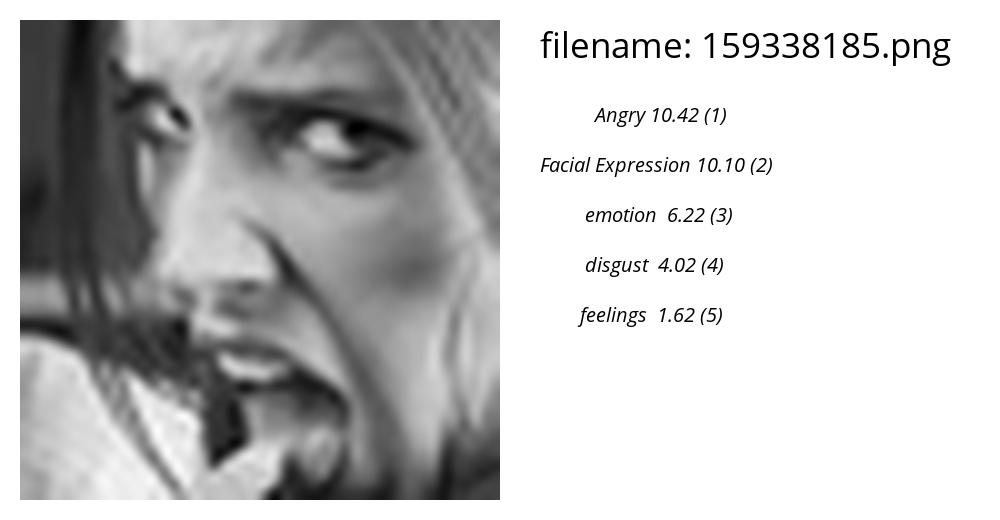 filename: 159338185.png
Angry 10.42 (1)
Facial Expression 10.10 (2)
emotion  6.22 (3)
disgust  4.02 (4)
feelings  1.62 (5)